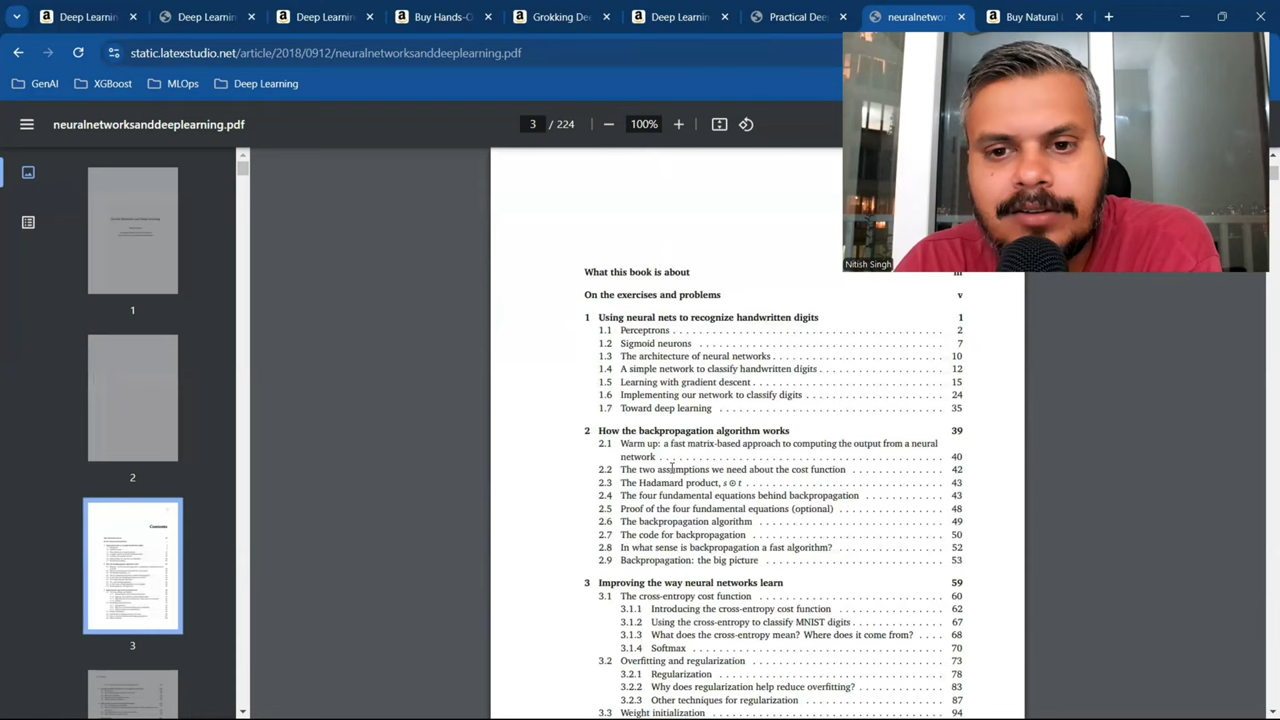 Deep Learnin
Deep Learnin
Deep Learnin
Buy Hands-O
Grokking Dee
Deep Learnin
Practical Dee
neuralnetwor
Buy Natural L
static.latexstudio.net/article/2018/0912/neuralnetworksanddeeplearning.pdf
GenAI
XGBoost
MLOps
Deep Learning
neuralnetworksanddeeplearning.pdf
3 / 224
100%
1
2
3
Nitish Singh
What this book is about iii
On the exercises and problems v
1 Using neural nets to recognize handwritten digits 1
1.1 Perceptrons . . . . . . . . . . . . . . . . . . . . . . . . . . . . . . . . 2
1.2 Sigmoid neurons . . . . . . . . . . . . . . . . . . . . . . . . . . . . . 7
1.3 The architecture of neural networks . . . . . . . . . . . . . . . . . . . 10
1.4 A simple network to classify handwritten digits . . . . . . . . . . . . . 12
1.5 Learning with gradient descent . . . . . . . . . . . . . . . . . . . . . . 15
1.6 Implementing our network to classify digits . . . . . . . . . . . . . . . 24
1.7 Toward deep learning . . . . . . . . . . . . . . . . . . . . . . . . . . . 35
2 How the backpropagation algorithm works 39
2.1 Warm up: a fast matrix-based approach to computing the output from a neural
network . . . . . . . . . . . . . . . . . . . . . . . . . . . . . . . . . . 40
2.2 The two assumptions we need about the cost function . . . . . . . . . . 42
2.3 The Hadamard product, s ⊙ t . . . . . . . . . . . . . . . . . . . . . . . 43
2.4 The four fundamental equations behind backpropagation . . . . . . . . 43
2.5 Proof of the four fundamental equations (optional) . . . . . . . . . . . 48
2.6 The backpropagation algorithm . . . . . . . . . . . . . . . . . . . . . . 49
2.7 The code for backpropagation . . . . . . . . . . . . . . . . . . . . . . . 50
2.8 In what sense is backpropagation a fast algorithm? . . . . . . . . . . . 52
2.9 Backpropagation: the big picture . . . . . . . . . . . . . . . . . . . . . 53
3 Improving the way neural networks learn 59
3.1 The cross-entropy cost function . . . . . . . . . . . . . . . . . . . . . . 60
3.1.1 Introducing the cross-entropy cost function . . . . . . . . . . . . 62
3.1.2 Using the cross-entropy to classify MNIST digits . . . . . . . . . . 67
3.1.3 What does the cross-entropy mean? Where does it come from? . . . . 68
3.1.4 Softmax . . . . . . . . . . . . . . . . . . . . . . . . . . . . . . . 70
3.2 Overfitting and regularization . . . . . . . . . . . . . . . . . . . . . . 73
3.2.1 Regularization . . . . . . . . . . . . . . . . . . . . . . . . . . . 78
3.2.2 Why does regularization help reduce overfitting? . . . . . . . . . 83
3.2.3 Other techniques for regularization . . . . . . . . . . . . . . . . 87
3.3 Weight initialization . . . . . . . . . . . . . . . . . . . . . . . . . . . 94